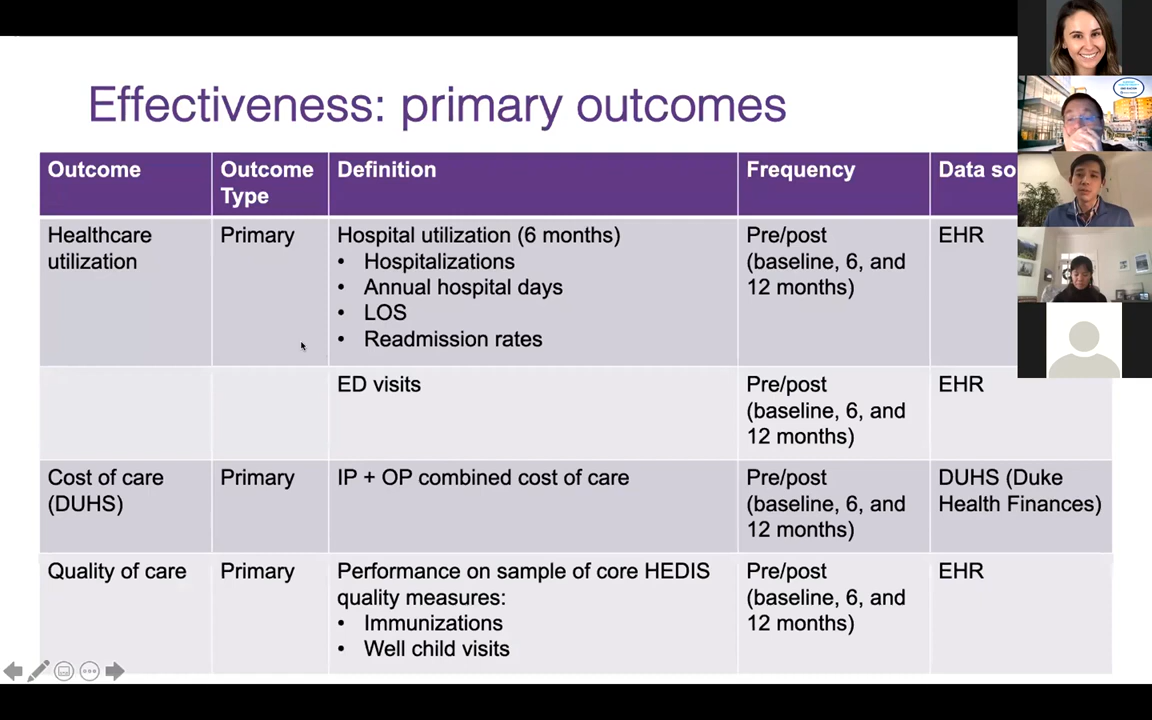 Effectiveness: primary outcomes
Outcome
Outcome
Type
Definition
Frequency
Data so
Healthcare
utilization
Primary
Hospital utilization (6 months)
• Hospitalizations
• Annual hospital days
• LOS
• Readmission rates
Pre/post
(baseline, 6, and
12 months)
EHR
ED visits
Pre/post
(baseline, 6, and
12 months)
EHR
Cost of care
(DUHS)
Primary
IP + OP combined cost of care
Pre/post
(baseline, 6, and
12 months)
DUHS (Duke
Health Finances)
Quality of care
Primary
Performance on sample of core HEDIS
quality measures:
• Immunizations
• Well child visits
Pre/post
(baseline, 6, and
12 months)
EHR